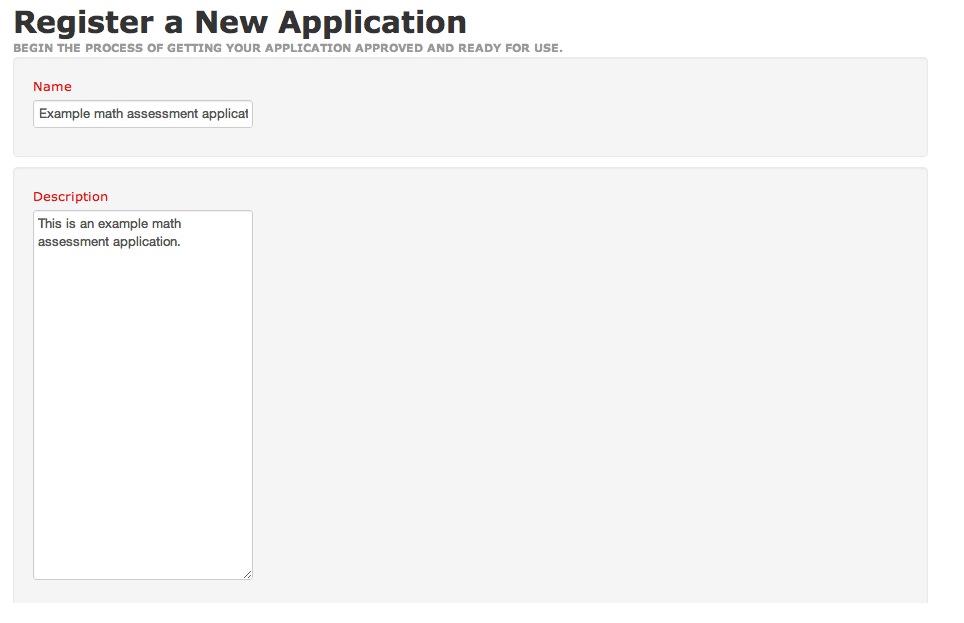 Register a New Application
BEGIN THE PROCESS OF GETTING YOUR APPLICATION APPROVED AND READY FOR USE.
Name
Example math assessment applicat
Description
This is an example math
assessment application.